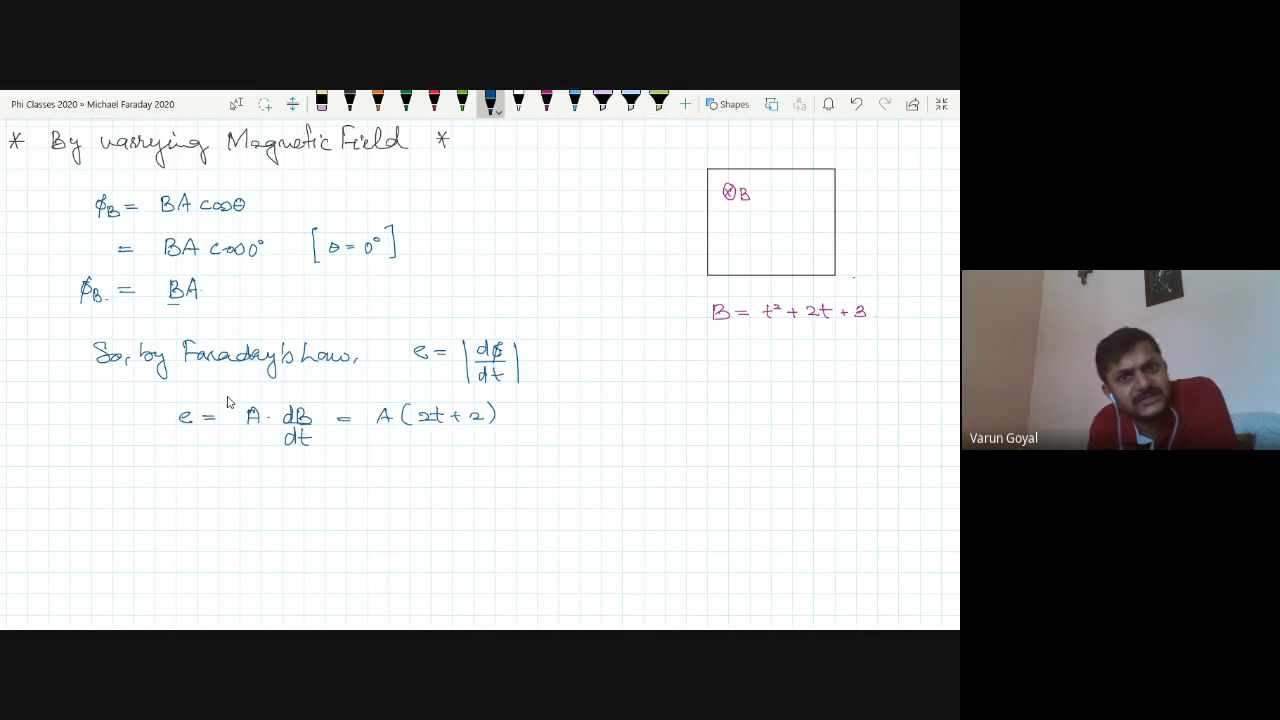 Phi Classes 2020 » Michael Faraday 2020
Shapes
* By varrying Magnetic Field *
ϕB = BA cosθ
= BA cos0° [θ = 0°]
ϕB. = BA
So, by Faraday's Law, e = |dϕ/dt|
e = A · dB/dt = A(2t+2)
⊗B
B = t² + 2t + 3
Varun Goyal